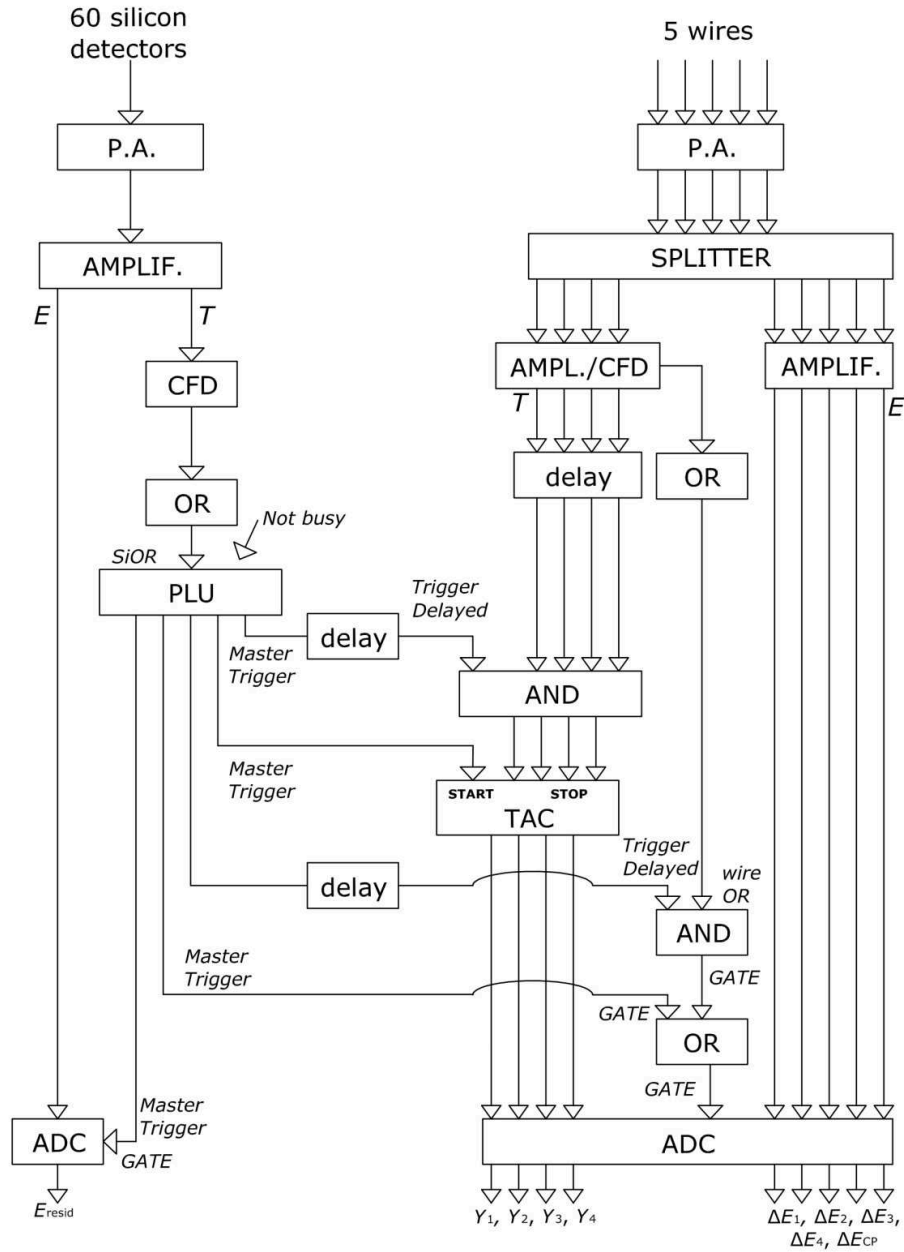 60 silicon
detectors
5 wires
P.A.
P.A.
AMPLIF.
SPLITTER
E
T
CFD
AMPL./CFD
AMPLIF.
T
E
OR
delay
OR
Not busy
SiOR
PLU
Trigger
Delayed
delay
Master
Trigger
AND
Master
Trigger
START
STOP
TAC
Trigger
Delayed
delay
wire
OR
AND
Master
Trigger
GATE
GATE
OR
GATE
Master
Trigger
ADC
GATE
ADC
Eresid
Y1, Y2, Y3, Y4
ΔE1, ΔE2, ΔE3,
ΔE4, ΔECP